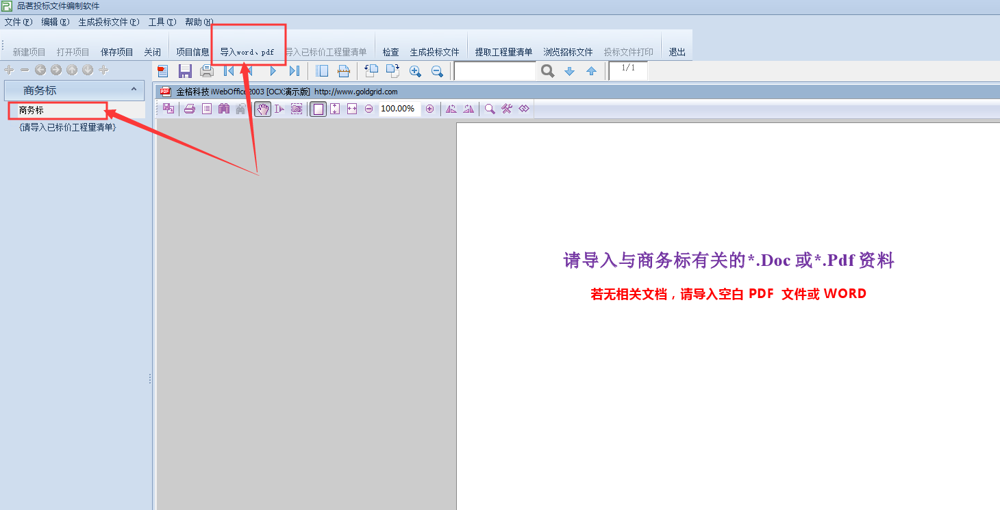 品茗投标文件编制软件
文件(F) 编辑(E) 生成投标文件(P) 工具(T) 帮助(H)
新建项目 打开项目 保存项目 关闭 项目信息 导入word、pdf 导入已标价工程量清单 检查 生成投标文件 提取工程量清单 浏览招标文件 投标文件打印 退出
1/1
商务标
金格科技 iWebOffice2003 [OCX演示版] http://www.goldgrid.com
商务标
100.00%
{请导入已标价工程量清单}
请导入与商务标有关的*.Doc 或*.Pdf 资料
若无相关文档，请导入空白 PDF 文件或 WORD